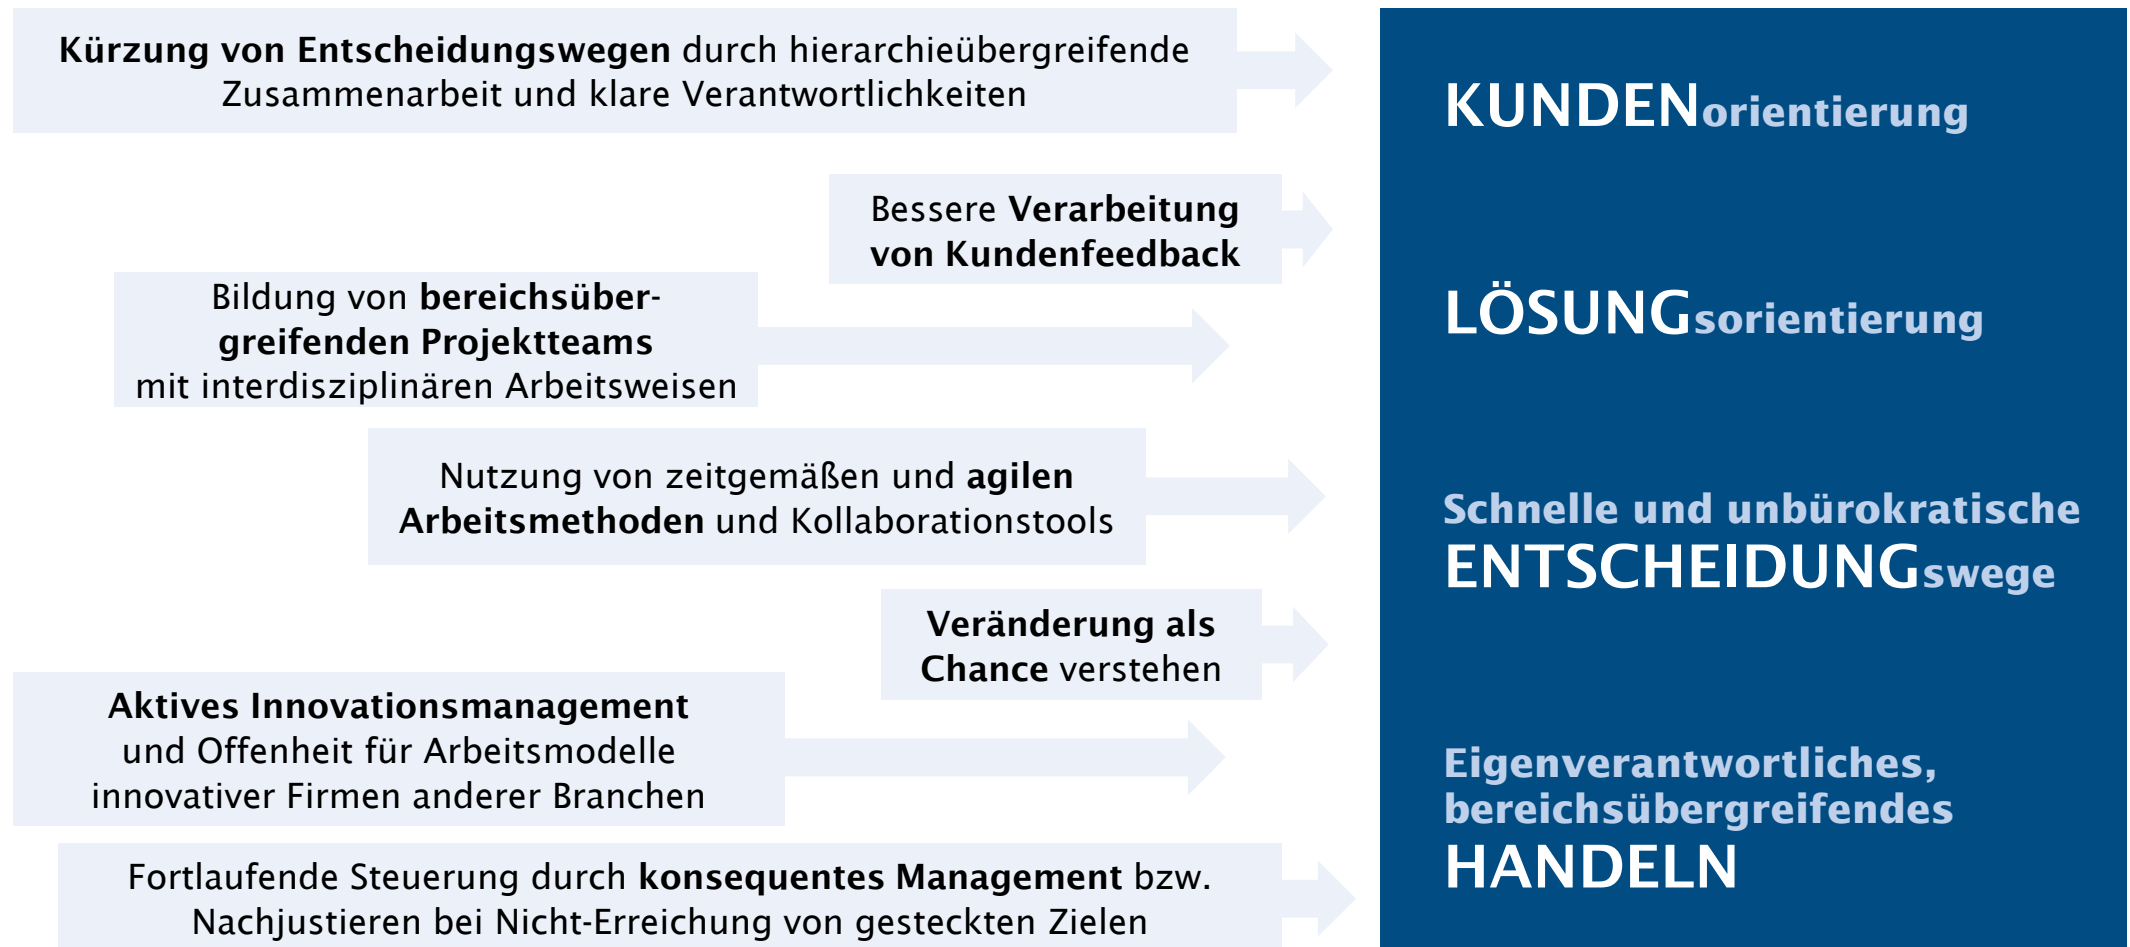 Kürzung von Entscheidungswegen durch hierarchieübergreifende
Zusammenarbeit und klare Verantwortlichkeiten
Bessere Verarbeitung
von Kundenfeedback
Bildung von bereichsüber-
greifenden Projektteams
mit interdisziplinären Arbeitsweisen
Nutzung von zeitgemäßen und agilen
Arbeitsmethoden und Kollaborationstools
Veränderung als
Chance verstehen
Aktives Innovationsmanagement
und Offenheit für Arbeitsmodelle
innovativer Firmen anderer Branchen
Fortlaufende Steuerung durch konsequentes Management bzw.
Nachjustieren bei Nicht-Erreichung von gesteckten Zielen
KUNDENorientierung
LÖSUNGsorientierung
Schnelle und unbürokratische
ENTSCHEIDUNGswege
Eigenverantwortliches,
bereichsübergreifendes
HANDELN